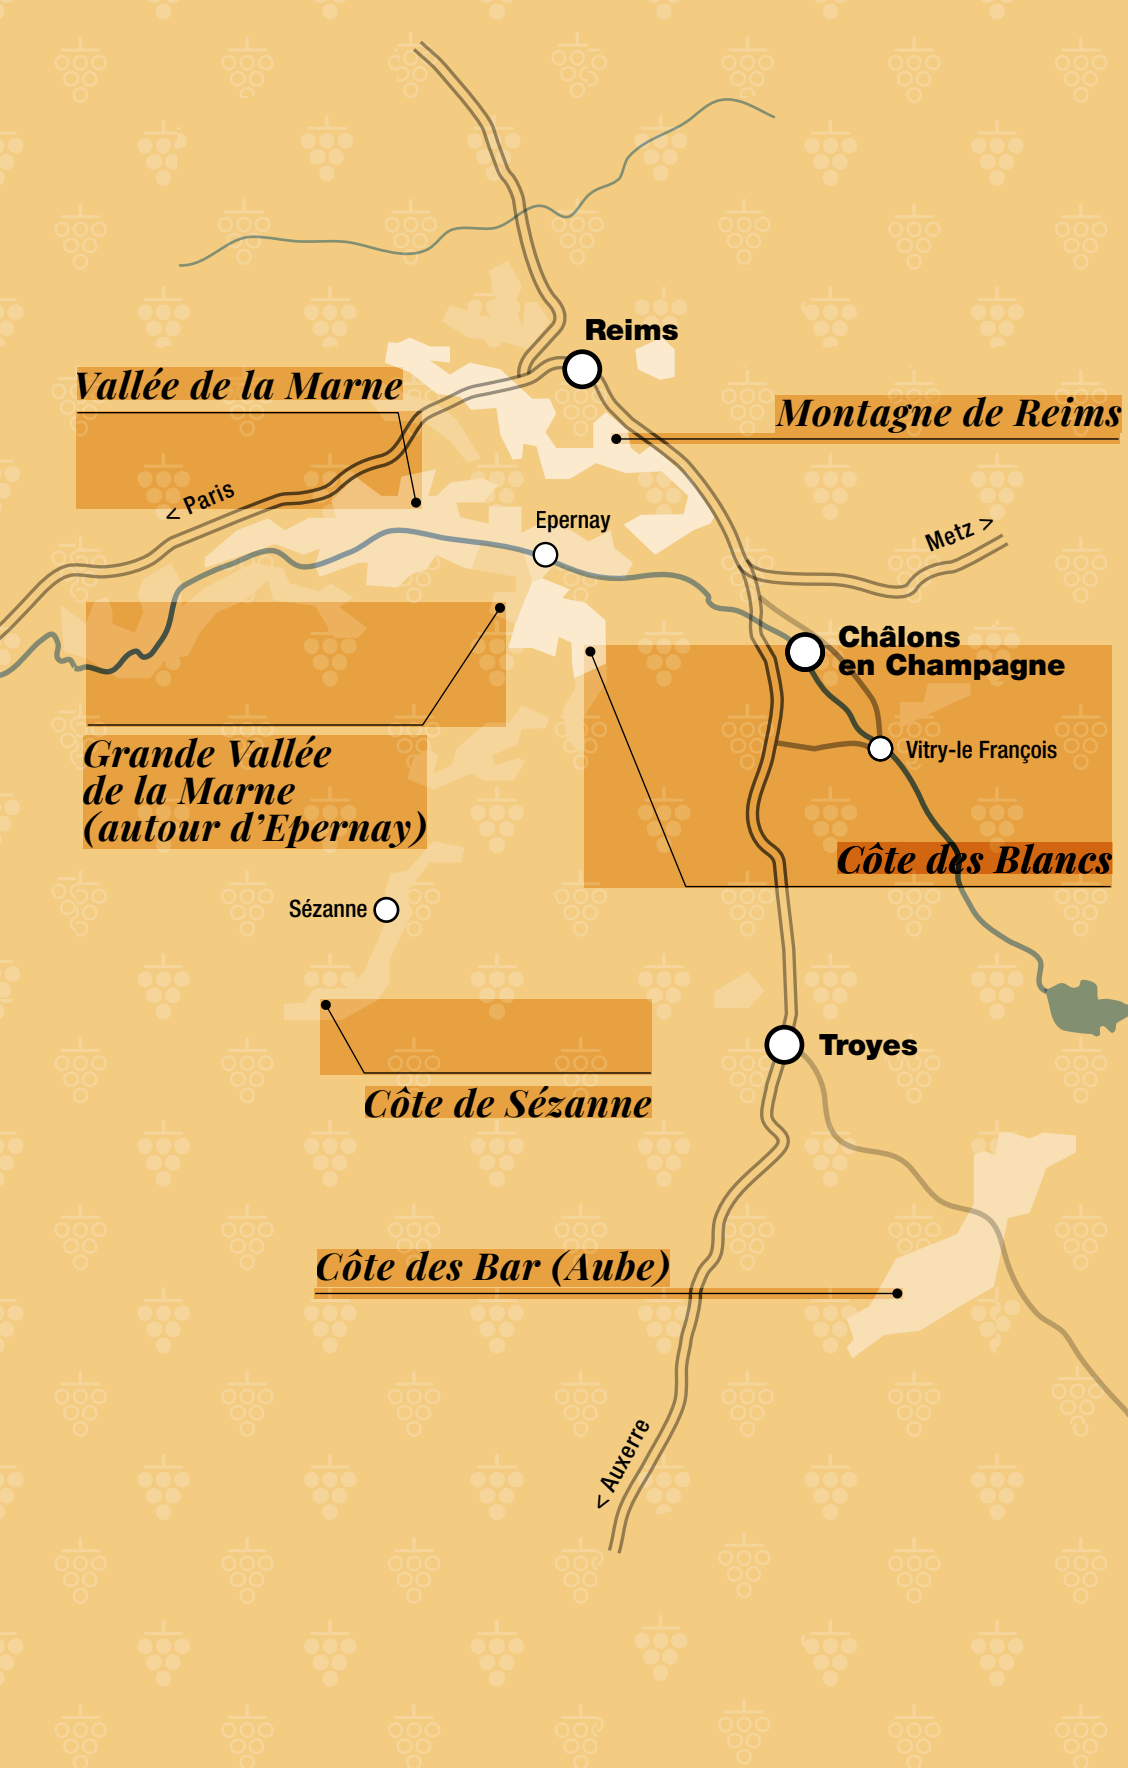 Reims
Vallée de la Marne
Montagne de Reims
< Paris
Epernay
Metz >
Châlons
en Champagne
Grande Vallée
de la Marne
(autour d’Epernay)
Vitry-le François
Côte des Blancs
Sézanne
Troyes
Côte de Sézanne
Côte des Bar (Aube)
< Auxerre